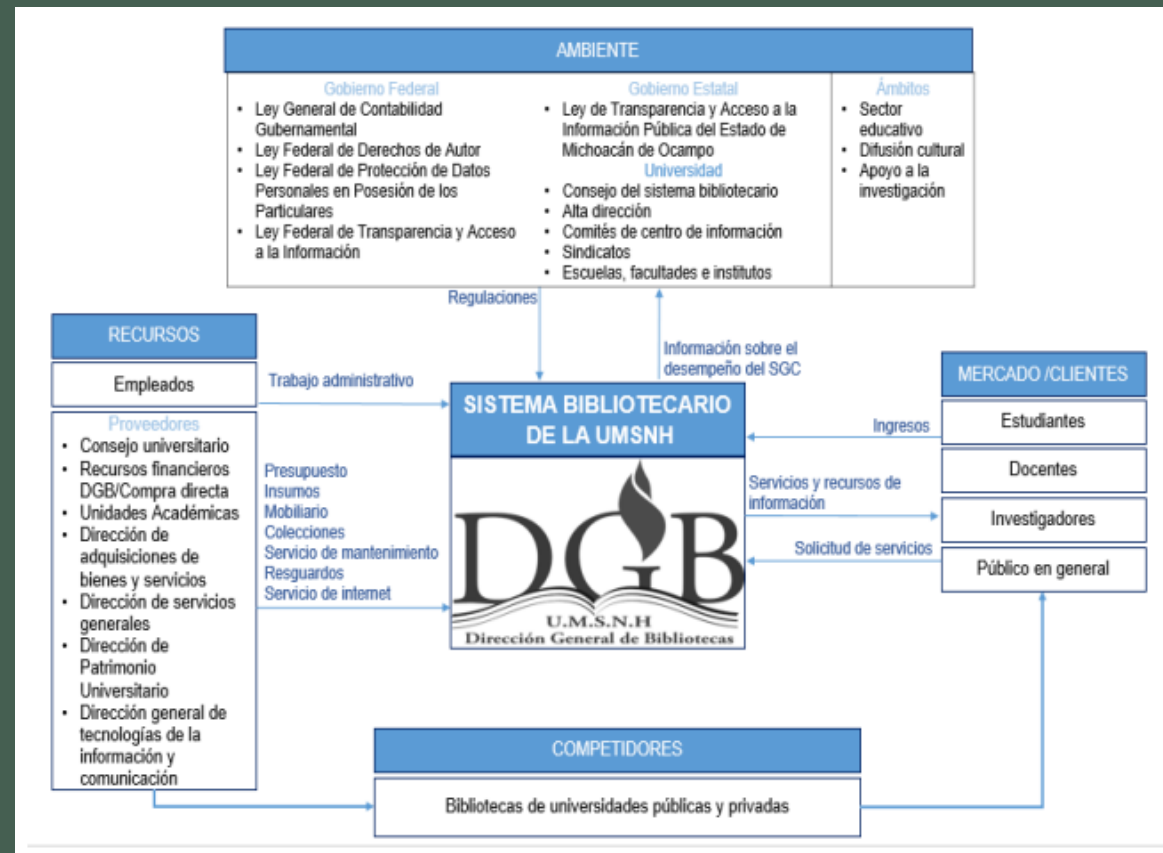 AMBIENTE
Gobierno Federal
• Ley General de Contabilidad
Gubernamental
• Ley Federal de Derechos de Autor
• Ley Federal de Protección de Datos
Personales en Posesión de los
Particulares
• Ley Federal de Transparencia y Acceso
a la Información
Gobierno Estatal
• Ley de Transparencia y Acceso a la
Información Pública del Estado de
Michoacán de Ocampo
Universidad
• Consejo del sistema bibliotecario
• Alta dirección
• Comités de centro de información
• Sindicatos
• Escuelas, facultades e institutos
Ámbitos
• Sector
educativo
• Difusión cultural
• Apoyo a la
investigación
Regulaciones
Información sobre el
desempeño del SGC
RECURSOS
Empleados
Proveedores
• Consejo universitario
• Recursos financieros
DGB/Compra directa
• Unidades Académicas
• Dirección de
adquisiciones de
bienes y servicios
• Dirección de servicios
generales
• Dirección de
Patrimonio
Universitario
• Dirección general de
tecnologías de la
información y
comunicación
Trabajo administrativo
Presupuesto
Insumos
Mobiliario
Colecciones
Servicio de mantenimiento
Resguardos
Servicio de internet
SISTEMA BIBLIOTECARIO
DE LA UMSNH
DGB
U.M.S.N.H
Dirección General de Bibliotecas
Ingresos
Servicios y recursos de
información
Solicitud de servicios
MERCADO /CLIENTES
Estudiantes
Docentes
Investigadores
Público en general
COMPETIDORES
Bibliotecas de universidades públicas y privadas